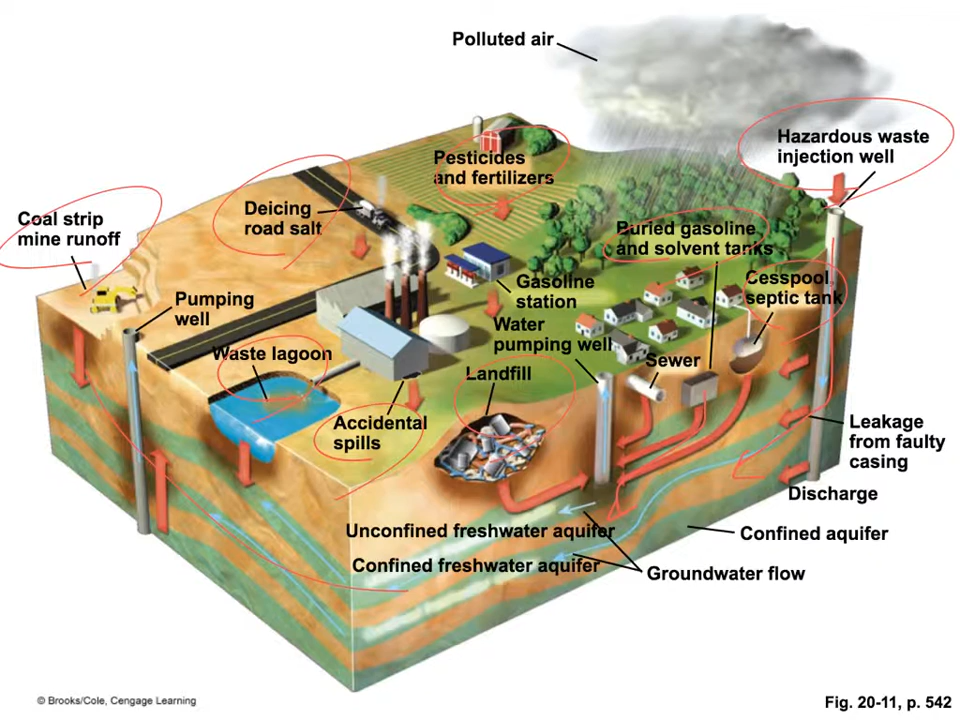 Polluted air
Hazardous waste
injection well
Pesticides
and fertilizers
Deicing
road salt
Coal strip
mine runoff
Buried gasoline
and solvent tanks
Cesspool
septic tank
Gasoline
station
Pumping
well
Water
pumping well
Waste lagoon
Sewer
Landfill
Accidental
spills
Leakage
from faulty
casing
Discharge
Unconfined freshwater aquifer
Confined aquifer
Confined freshwater aquifer
Groundwater flow
© Brooks/Cole, Cengage Learning
Fig. 20-11, p. 542